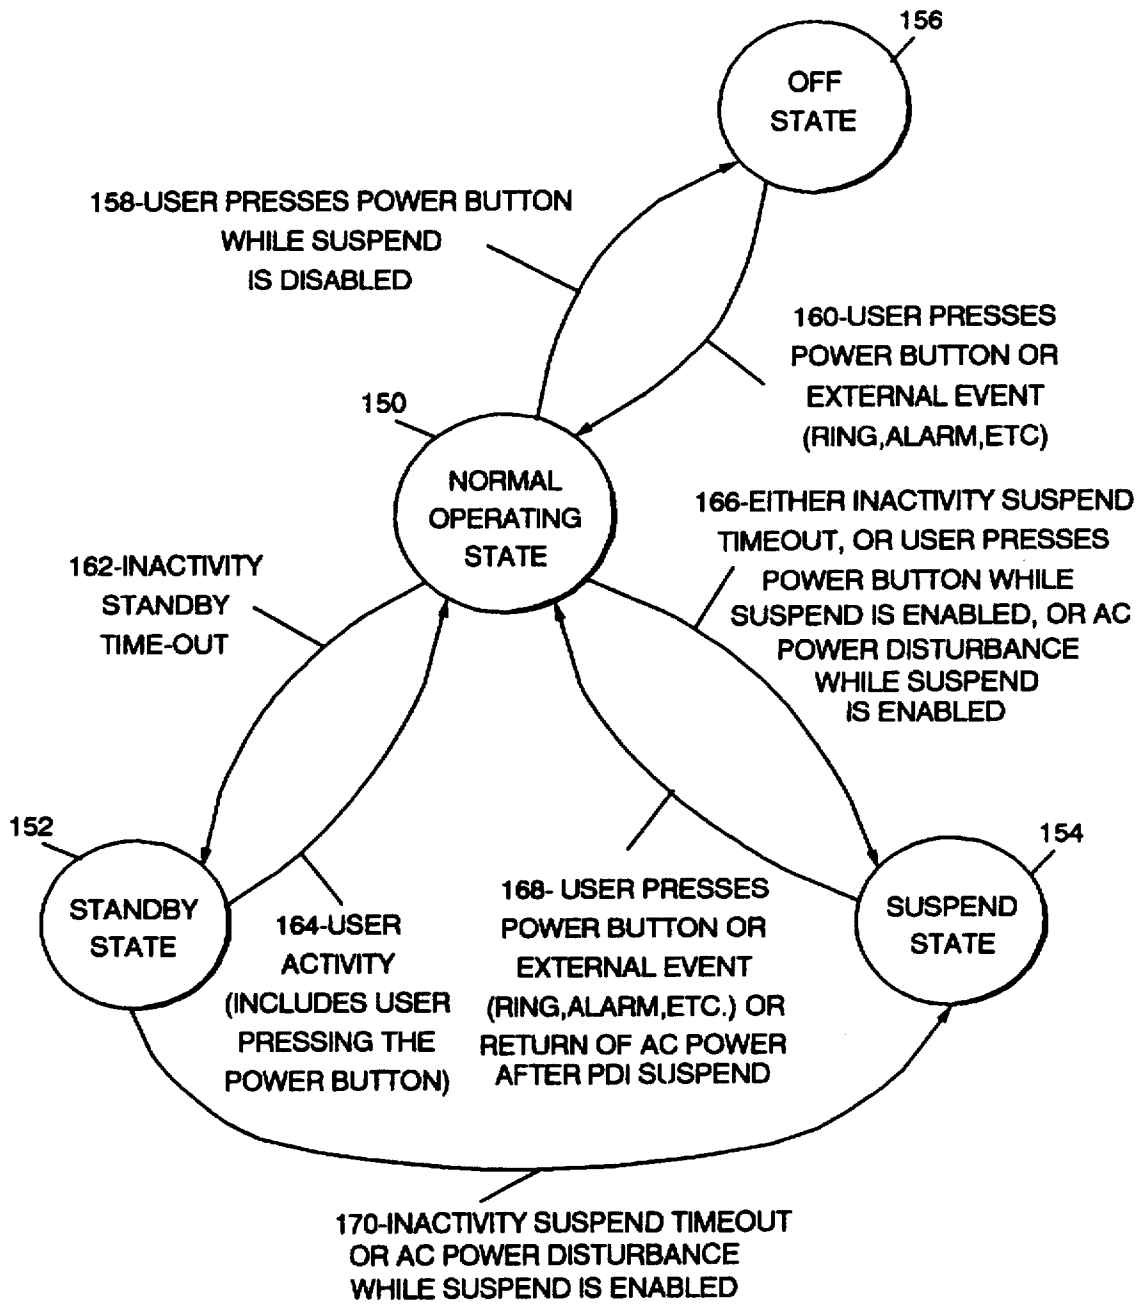 156
OFF
STATE
158-USER PRESSES POWER BUTTON
WHILE SUSPEND
IS DISABLED
160-USER PRESSES
POWER BUTTON OR
EXTERNAL EVENT
(RING,ALARM,ETC)
150
NORMAL
OPERATING
STATE
166-EITHER INACTIVITY SUSPEND
TIMEOUT, OR USER PRESSES
POWER BUTTON WHILE
SUSPEND IS ENABLED, OR AC
POWER DISTURBANCE
WHILE SUSPEND
IS ENABLED
162-INACTIVITY
STANDBY
TIME-OUT
152
STANDBY
STATE
164-USER
ACTIVITY
(INCLUDES USER
PRESSING THE
POWER BUTTON)
168- USER PRESSES
POWER BUTTON OR
EXTERNAL EVENT
(RING,ALARM,ETC.) OR
RETURN OF AC POWER
AFTER PDI SUSPEND
154
SUSPEND
STATE
170-INACTIVITY SUSPEND TIMEOUT
OR AC POWER DISTURBANCE
WHILE SUSPEND IS ENABLED